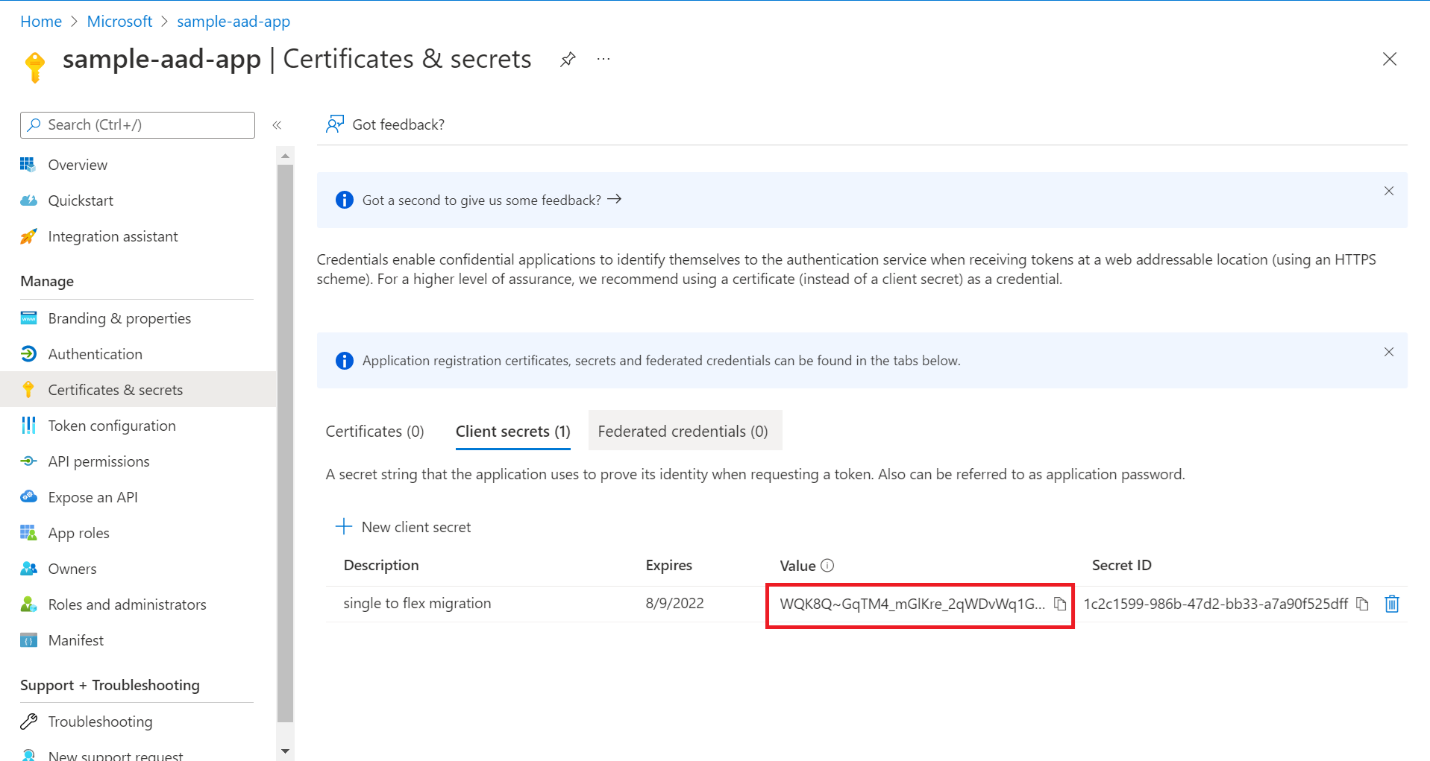 Home > Microsoft > sample-aad-app
sample-aad-app | Certificates & secrets ...
Search (Ctrl+/)
«
Overview
Quickstart
Integration assistant
Manage
Branding & properties
Authentication
Certificates & secrets
Token configuration
API permissions
Expose an API
App roles
Owners
Roles and administrators
Manifest
Support + Troubleshooting
Troubleshooting
New support request
Got feedback?
Got a second to give us some feedback? →
Credentials enable confidential applications to identify themselves to the authentication service when receiving tokens at a web addressable location (using an HTTPS
scheme). For a higher level of assurance, we recommend using a certificate (instead of a client secret) as a credential.
Application registration certificates, secrets and federated credentials can be found in the tabs below.
Certificates (0) Client secrets (1) Federated credentials (0)
A secret string that the application uses to prove its identity when requesting a token. Also can be referred to as application password.
+ New client secret
Description Expires Value Secret ID
single to flex migration 8/9/2022 WQK8Q~GqTM4_mGlKre_2qWDvWq1G... 1c2c1599-986b-47d2-bb33-a7a90f525dff